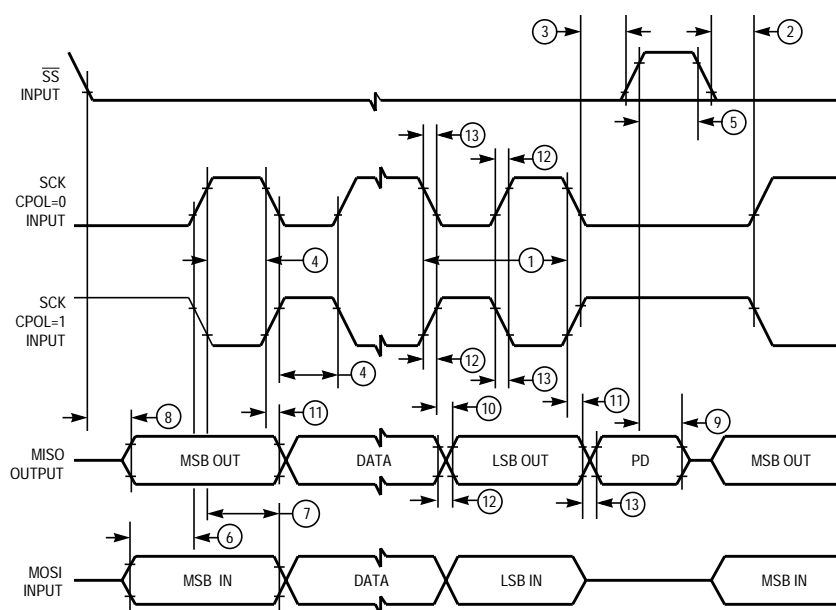 3
2
SS
INPUT
5
13
12
SCK
CPOL=0
INPUT
4
1
SCK
CPOL=1
INPUT
12
13
4
8
11
10
11
9
MISO
OUTPUT
MSB OUT
DATA
LSB OUT
PD
MSB OUT
12
13
7
6
MOSI
INPUT
MSB IN
DATA
LSB IN
MSB IN